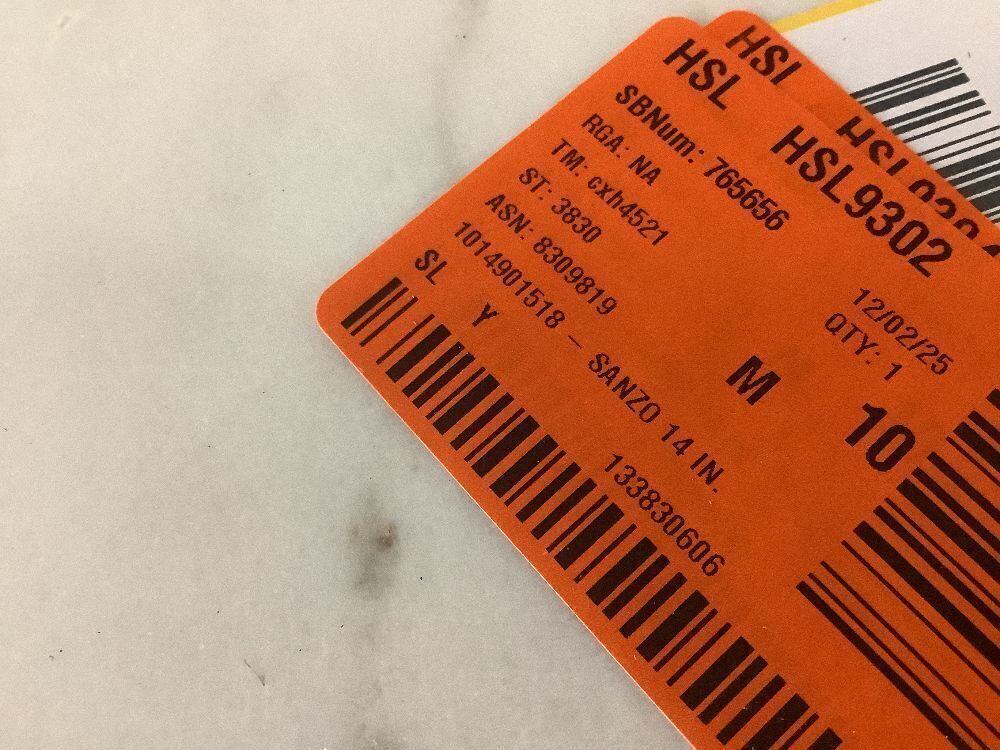 HSL
HSL
HSL9302
SBNum: 765656
RGA: NA
TM: cxh4521
ST: 3830
ASN: 8309819
12/02/25
QTY: 1
1014901518 – SANZO 14 IN.
M
10
SL Y
133830606